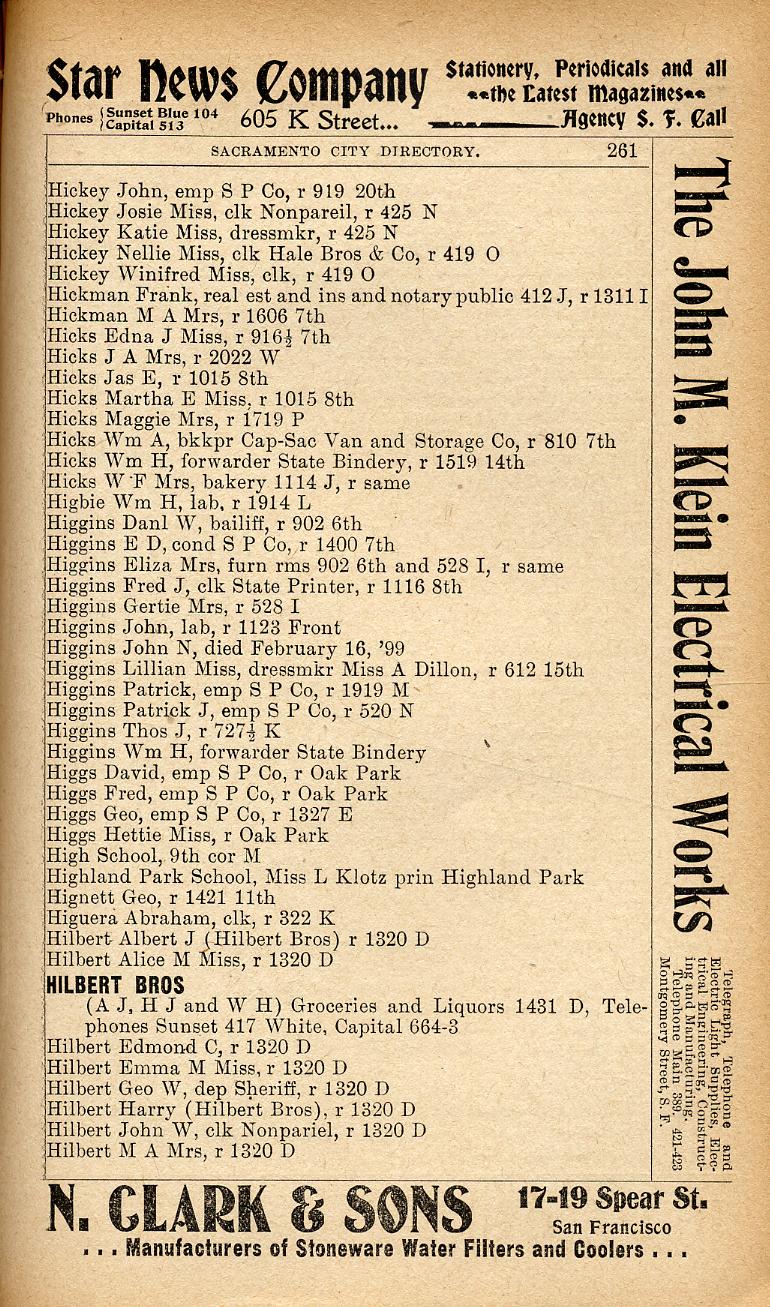 Star News Company
Stationery, Periodicals and all
the Latest Magazines
Phones { Sunset Blue 104
Capital 513
605 K Street...
Agency S. F. Call
SACRAMENTO CITY DIRECTORY. 261
Hickey John, emp S P Co, r 919 20th
Hickey Josie Miss, clk Nonpareil, r 425 N
Hickey Katie Miss, dressmkr, r 425 N
Hickey Nellie Miss, clk Hale Bros & Co, r 419 O
Hickey Winifred Miss, clk, r 419 O
Hickman Frank, real est and ins and notary public 412 J, r 1311 I
Hickman M A Mrs, r 1606 7th
Hicks Edna J Miss, r 916½ 7th
Hicks J A Mrs, r 2022 W
Hicks Jas E, r 1015 8th
Hicks Martha E Miss, r 1015 8th
Hicks Maggie Mrs, r 1719 P
Hicks Wm A, bkkpr Cap-Sac Van and Storage Co, r 810 7th
Hicks Wm H, forwarder State Bindery, r 1519 14th
Hicks W F Mrs, bakery 1114 J, r same
Higbie Wm H, lab, r 1914 L
Higgins Danl W, bailiff, r 902 6th
Higgins E D, cond S P Co, r 1400 7th
Higgins Eliza Mrs, furn rms 902 6th and 528 I, r same
Higgins Fred J, clk State Printer, r 1116 8th
Higgins Gertie Mrs, r 528 I
Higgins John, lab, r 1123 Front
Higgins John N, died February 16, '99
Higgins Lillian Miss, dressmkr Miss A Dillon, r 612 15th
Higgins Patrick, emp S P Co, r 1919 M
Higgins Patrick J, emp S P Co, r 520 N
Higgins Thos J, r 727½ K
Higgins Wm H, forwarder State Bindery
Higgs David, emp S P Co, r Oak Park
Higgs Fred, emp S P Co, r Oak Park
Higgs Geo, emp S P Co, r 1327 E
Higgs Hettie Miss, r Oak Park
High School, 9th cor M
Highland Park School, Miss L Klotz prin Highland Park
Hignett Geo, r 1421 11th
Higuera Abraham, clk, r 322 K
Hilbert Albert J (Hilbert Bros) r 1320 D
Hilbert Alice M Miss, r 1320 D
HILBERT BROS
(A J, H J and W H) Groceries and Liquors 1431 D, Tele-
phones Sunset 417 White, Capital 664-3
Hilbert Edmond C, r 1320 D
Hilbert Emma M Miss, r 1320 D
Hilbert Geo W, dep Sheriff, r 1320 D
Hilbert Harry (Hilbert Bros), r 1320 D
Hilbert John W, clk Nonpariel, r 1320 D
Hilbert M A Mrs, r 1320 D
The John M. Klein Electrical Works
Telegraph, Telephone and
Electric Light Supplies, Elec-
trical Engineering, Construct-
ing and Manufacturing.
Telephone Main 389. 421-423
Montgomery Street, S. F.
N. CLARK & SONS
17-19 Spear St.
San Francisco
... Manufacturers of Stoneware Water Filters and Coolers ...